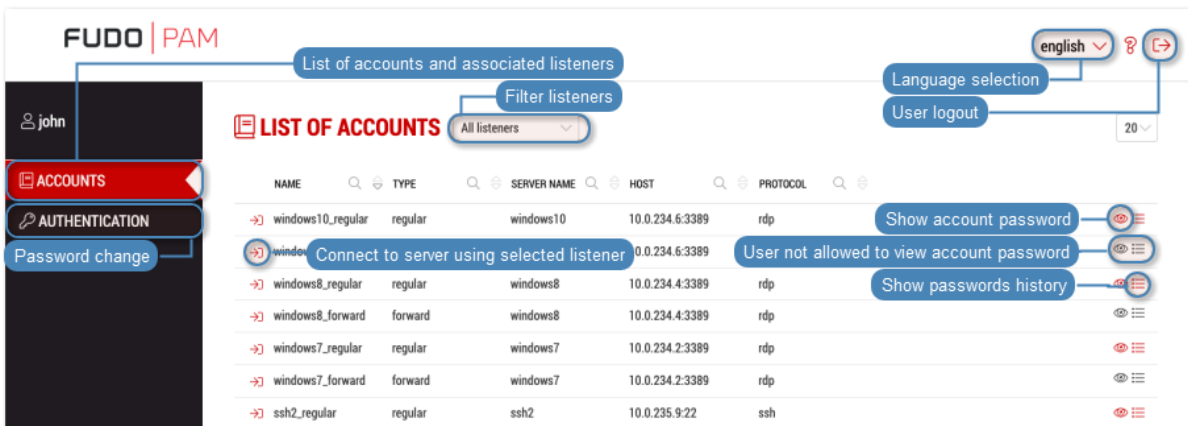 FUDO | PAM
english
List of accounts and associated listeners
Language selection
Filter listeners
User logout
john
LIST OF ACCOUNTS
All listeners
20
ACCOUNTS
AUTHENTICATION
Password change
NAME TYPE SERVER NAME HOST PROTOCOL
windows10_regular regular windows10 10.0.234.6:3389 rdp Show account password
Connect to server using selected listener 0.0.234.6:3389 User not allowed to view account password
windows8_regular regular windows8 10.0.234.4:3389 rdp Show passwords history
windows8_forward forward windows8 10.0.234.4:3389 rdp
windows7_regular regular windows7 10.0.234.2:3389 rdp
windows7_forward forward windows7 10.0.234.2:3389 rdp
ssh2_regular regular ssh2 10.0.235.9:22 ssh